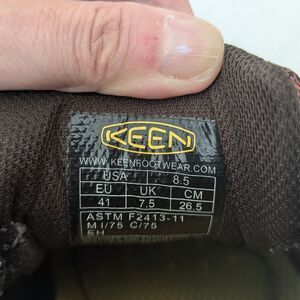 KEEN
WWW.KEENFOOTWEAR.COM
USA 8.5
EU UK CM
41 7.5 26.5
ASTM F2413-11
M I/75 C/75
EH